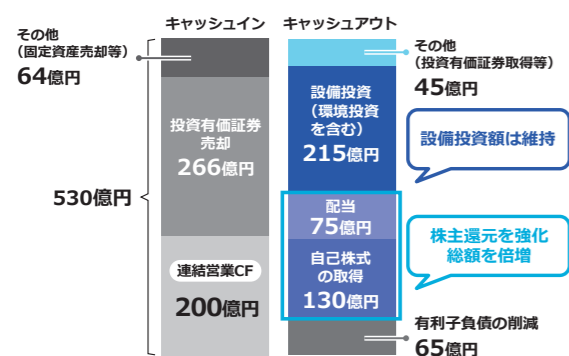 キャッシュイン
キャッシュアウト
その他
(固定資産売却等)
64億円
投資有価証券
売却
266億円
530億円
連結営業CF
200億円
その他
(投資有価証券取得等)
45億円
設備投資
(環境投資
を含む)
215億円
設備投資額は維持
配当
75億円
自己株式
の取得
130億円
株主還元を強化
総額を倍増
有利子負債の削減
65億円